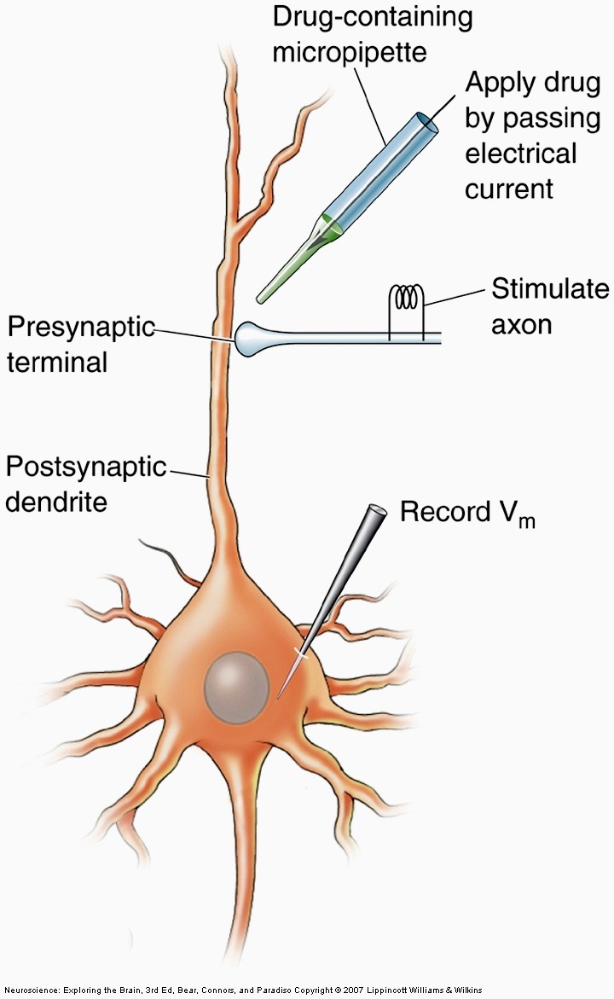 Drug-containing
micropipette
Apply drug
by passing
electrical
current
Stimulate
axon
Presynaptic
terminal
Postsynaptic
dendrite
Record Vm
Neuroscience: Exploring the Brain, 3rd Ed, Bear, Connors, and Paradiso Copyright © 2007 Lippincott Williams & Wilkins